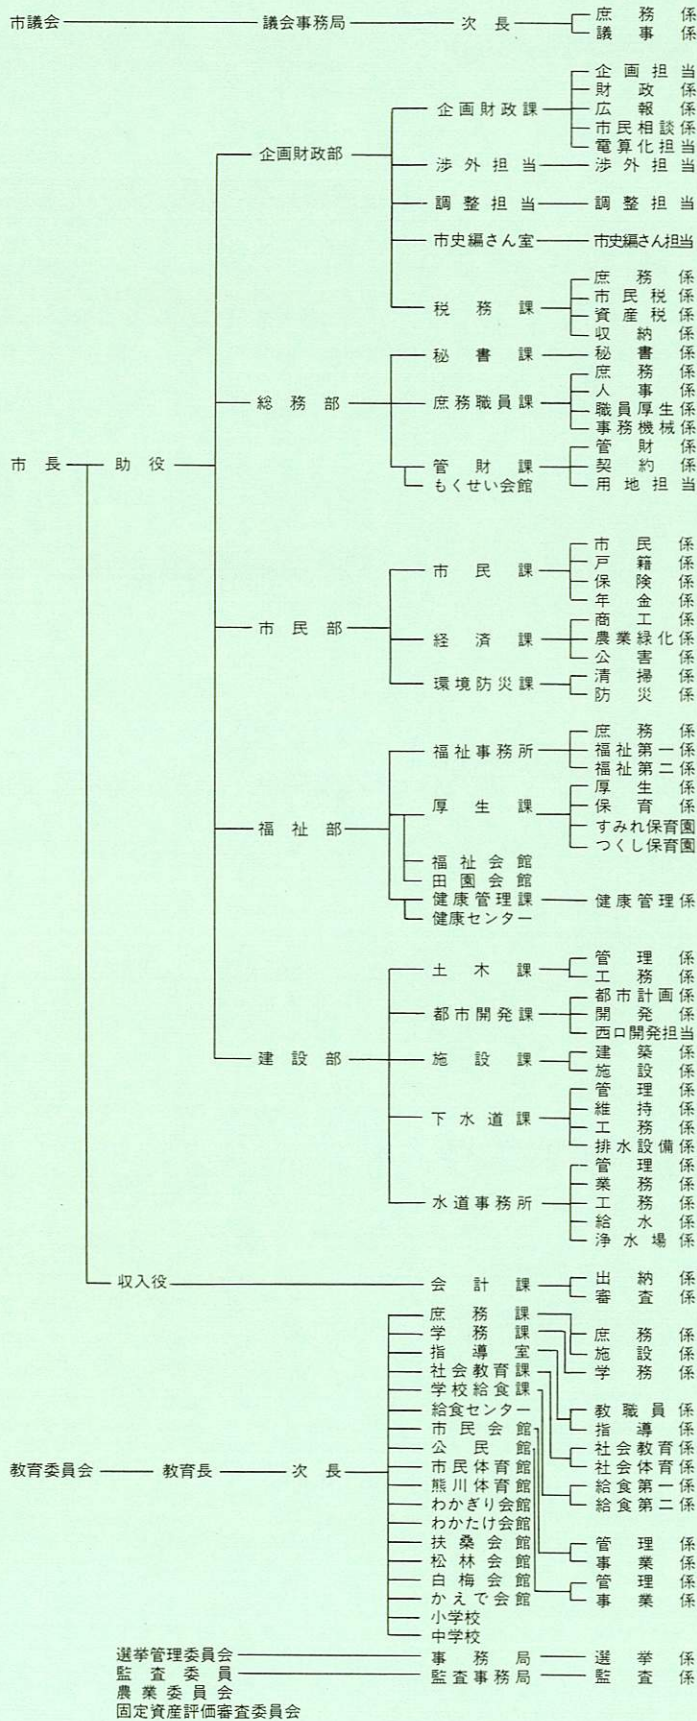 市議会 議会事務局 次長 庶務係
議事係
企画担当
財政係
企画財政課 広報係
市民相談係
電算化担当
企画財政部
渉外担当 渉外担当
調整担当 調整担当
市史編さん室 市史編さん担当
庶務係
市民税係
税務課 資産税係
収納係
秘書課 秘書係
庶務係
総務部 庶務職員課 人事係
職員厚生係
事務機械係
管財係
市長 助役 管財課 契約係
もくせい会館 用地担当
市民係
市民課 戸籍係
保険係
年金係
商工係
市民部 経済課 農業緑化係
公害係
環境防災課 清掃係
防災係
庶務係
福祉事務所 福祉第一係
福祉第二係
厚生係
厚生課 保育係
福祉部 すみれ保育園
つくし保育園
福祉会館
田園会館
健康管理課 健康管理係
健康センター
土木課 管理係
工務係
都市計画係
都市開発課 開発係
西口開発担当
建設部 施設課 建築係
施設係
管理係
維持係
下水道課 工務係
排水設備係
管理係
業務係
水道事務所 工務係
給水係
浄水場係
収入役 会計課 出納係
審査係
庶務課
学務課 庶務係
指導室 施設係
社会教育課 学務係
学校給食課
給食センター 教職員係
市民会館 指導係
公民館 社会教育係
教育委員会 教育長 次長 市民体育館 社会体育係
熊川体育館 給食第一係
わかぎり会館 給食第二係
わかたけ会館
扶桑会館 管理係
松林会館 事業係
白梅会館 管理係
かえで会館 事業係
小学校
中学校
選挙管理委員会 事務局 選挙係
監査委員 監査事務局 監査係
農業委員会
固定資産評価審査委員会